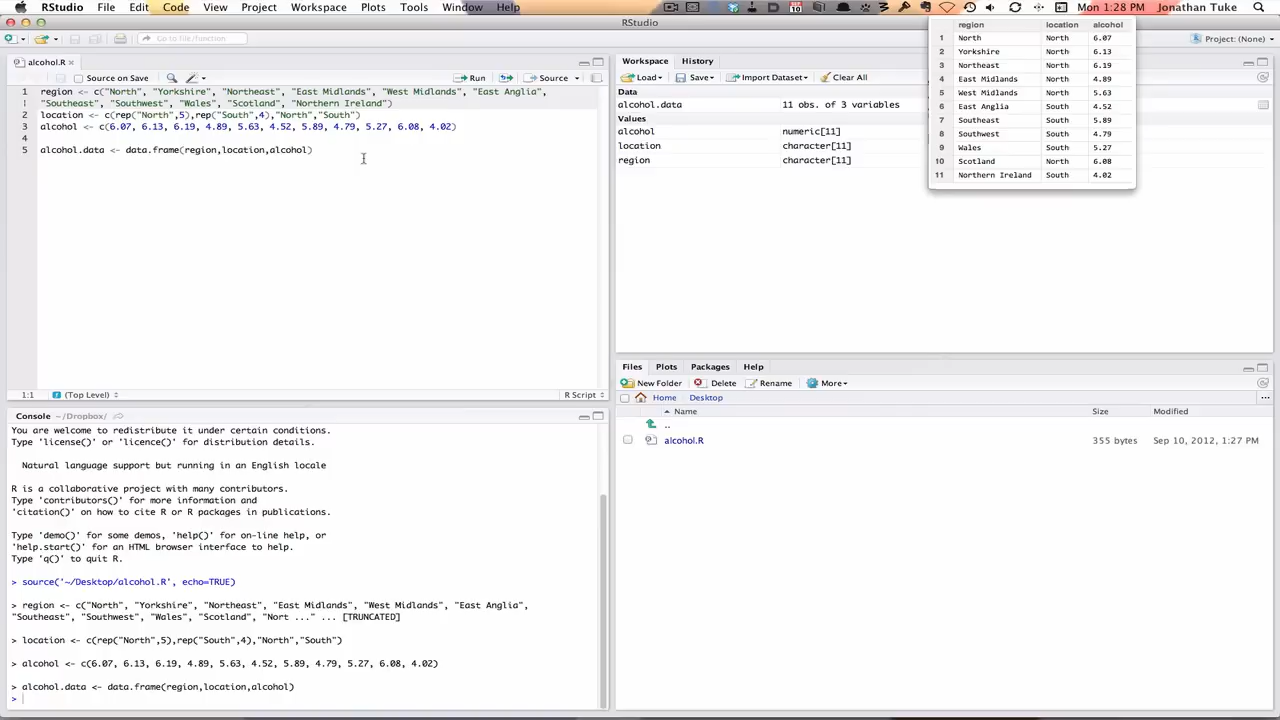 RStudio File Edit Code View Project Workspace Plots Tools Window Help Mon 1:28 PM Jonathan Tuke
RStudio
Go to file/function
Project: (None)
alcohol.R
Source on Save Run Source
1 region <- c("North", "Yorkshire", "Northeast", "East Midlands", "West Midlands", "East Anglia",
"Southeast", "Southwest", "Wales", "Scotland", "Northern Ireland")
2 location <- c(rep("North",5),rep("South",4),"North","South")
3 alcohol <- c(6.07, 6.13, 6.19, 4.89, 5.63, 4.52, 5.89, 4.79, 5.27, 6.08, 4.02)
4
5 alcohol.data <- data.frame(region,location,alcohol)
1:1 (Top Level) R Script
Console ~/Dropbox/
You are welcome to redistribute it under certain conditions.
Type 'license()' or 'licence()' for distribution details.
Natural language support but running in an English locale
R is a collaborative project with many contributors.
Type 'contributors()' for more information and
'citation()' on how to cite R or R packages in publications.
Type 'demo()' for some demos, 'help()' for on-line help, or
'help.start()' for an HTML browser interface to help.
Type 'q()' to quit R.
> source('~/Desktop/alcohol.R', echo=TRUE)
> region <- c("North", "Yorkshire", "Northeast", "East Midlands", "West Midlands", "East Anglia",
"Southeast", "Southwest", "Wales", "Scotland", "Nort ..." ... [TRUNCATED]
> location <- c(rep("North",5),rep("South",4),"North","South")
> alcohol <- c(6.07, 6.13, 6.19, 4.89, 5.63, 4.52, 5.89, 4.79, 5.27, 6.08, 4.02)
> alcohol.data <- data.frame(region,location,alcohol)
>
Workspace History
Load Save Import Dataset Clear All
Data
alcohol.data 11 obs. of 3 variables
Values
alcohol numeric[11]
location character[11]
region character[11]
region location alcohol
1 North North 6.07
2 Yorkshire North 6.13
3 Northeast North 6.19
4 East Midlands North 4.89
5 West Midlands North 5.63
6 East Anglia South 4.52
7 Southeast South 5.89
8 Southwest South 4.79
9 Wales South 5.27
10 Scotland North 6.08
11 Northern Ireland South 4.02
Files Plots Packages Help
New Folder Delete Rename More
Home Desktop
Name Size Modified
..
alcohol.R 355 bytes Sep 10, 2012, 1:27 PM